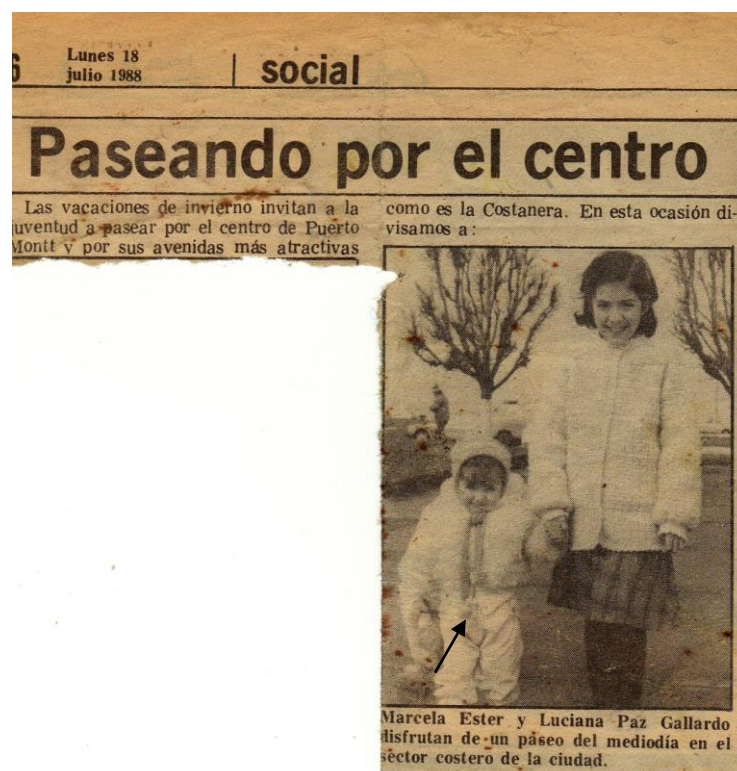 6
Lunes 18
julio 1988
social
Paseando por el centro
Las vacaciones de invierno invitan a la
juventud a pasear por el centro de Puerto
Montt y por sus avenidas más atractivas
como es la Costanera. En esta ocasión di-
visamos a:
Marcela Ester y Luciana Paz Gallardo
disfrutan de un paseo del mediodía en el
sector costero de la ciudad.